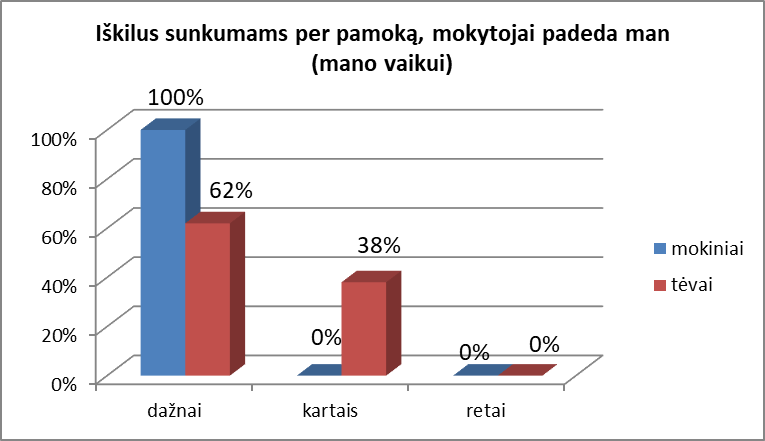 Iškilus sunkumams per pamoką, mokytojai padeda man
(mano vaikui)
100%
100%
80%
62%
60%
38%
40%
20%
0%
0%
0%
0%
dažnai
kartais
retai
mokiniai
tėvai